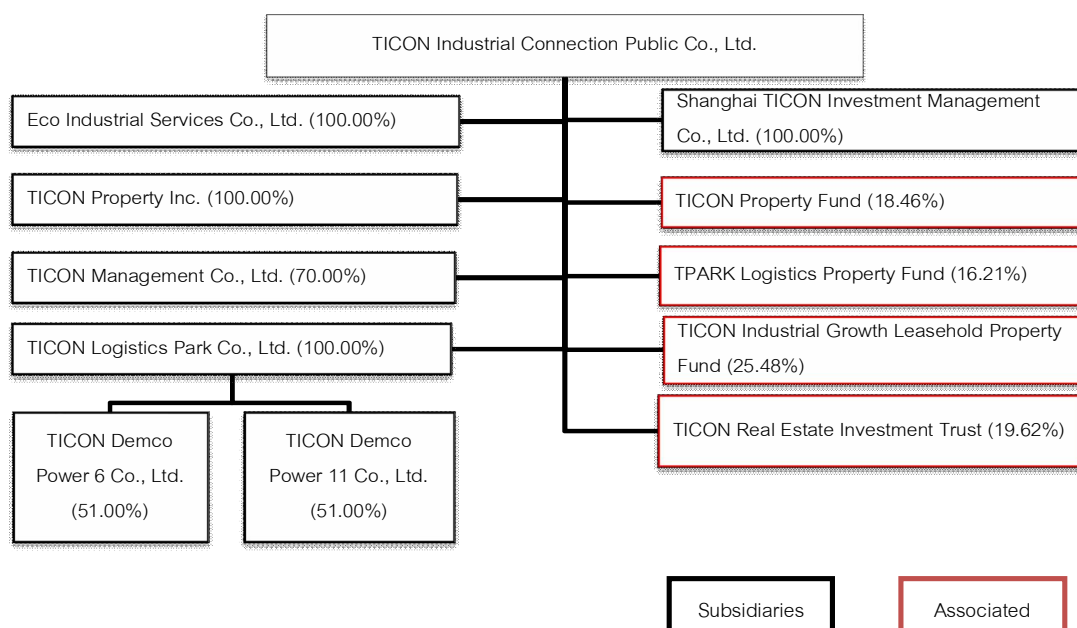 TICON Industrial Connection Public Co., Ltd.
Eco Industrial Services Co., Ltd. (100.00%)
Shanghai TICON Investment Management
Co., Ltd. (100.00%)
TICON Property Inc. (100.00%)
TICON Property Fund (18.46%)
TICON Management Co., Ltd. (70.00%)
TPARK Logistics Property Fund (16.21%)
TICON Logistics Park Co., Ltd. (100.00%)
TICON Industrial Growth Leasehold Property
Fund (25.48%)
TICON Real Estate Investment Trust (19.62%)
TICON Demco
Power 6 Co., Ltd.
(51.00%)
TICON Demco
Power 11 Co., Ltd.
(51.00%)
Subsidiaries
Associated